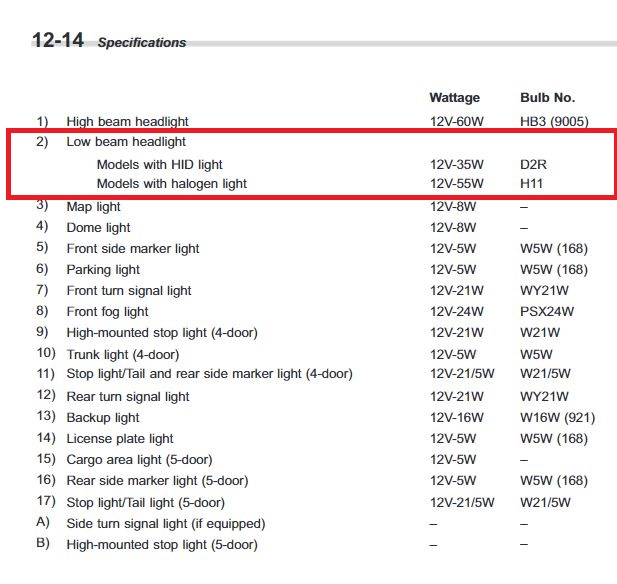 12-14 Specifications
Wattage Bulb No.
1) High beam headlight 12V-60W HB3 (9005)
2) Low beam headlight
Models with HID light 12V-35W D2R
Models with halogen light 12V-55W H11
3) Map light 12V-8W –
4) Dome light 12V-8W –
5) Front side marker light 12V-5W W5W (168)
6) Parking light 12V-5W W5W (168)
7) Front turn signal light 12V-21W WY21W
8) Front fog light 12V-24W PSX24W
9) High-mounted stop light (4-door) 12V-21W W21W
10) Trunk light (4-door) 12V-5W W5W
11) Stop light/Tail and rear side marker light (4-door) 12V-21/5W W21/5W
12) Rear turn signal light 12V-21W WY21W
13) Backup light 12V-16W W16W (921)
14) License plate light 12V-5W W5W (168)
15) Cargo area light (5-door) 12V-5W –
16) Rear side marker light (5-door) 12V-5W W5W (168)
17) Stop light/Tail light (5-door) 12V-21/5W W21/5W
A) Side turn signal light (if equipped) – –
B) High-mounted stop light (5-door) – –